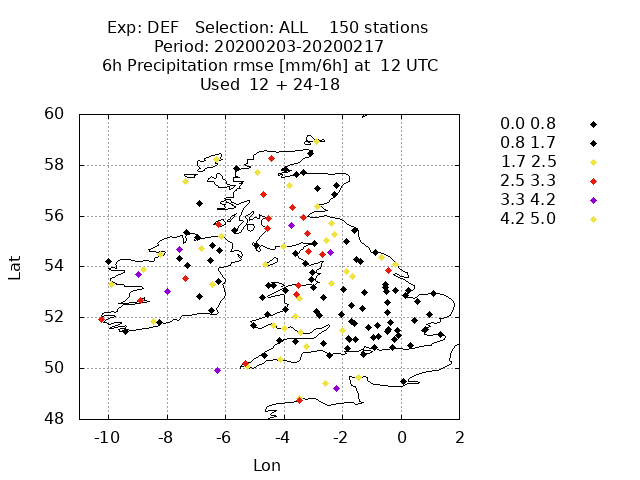 Exp: DEF Selection: ALL 150 stations
Period: 20200203-20200217
6h Precipitation rmse [mm/6h] at 12 UTC
Used 12 + 24-18
60
58
56
54
52
50
48
Lat
-10 -8 -6 -4 -2 0 2
Lon
0.0 0.8
0.8 1.7
1.7 2.5
2.5 3.3
3.3 4.2
4.2 5.0